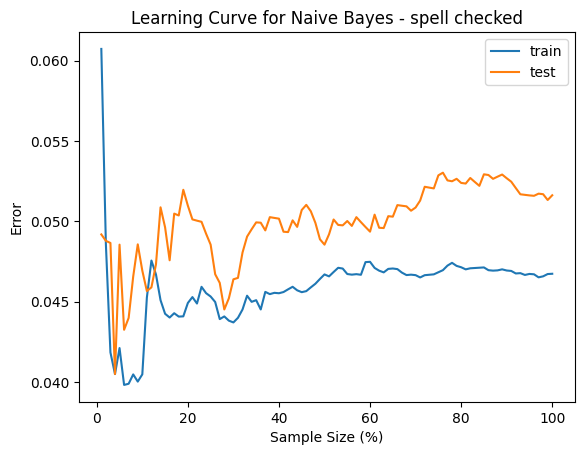 Learning Curve for Naive Bayes - spell checked
train
test
0.060
0.055
0.050
0.045
0.040
Error
0
20
40
60
80
100
Sample Size (%)